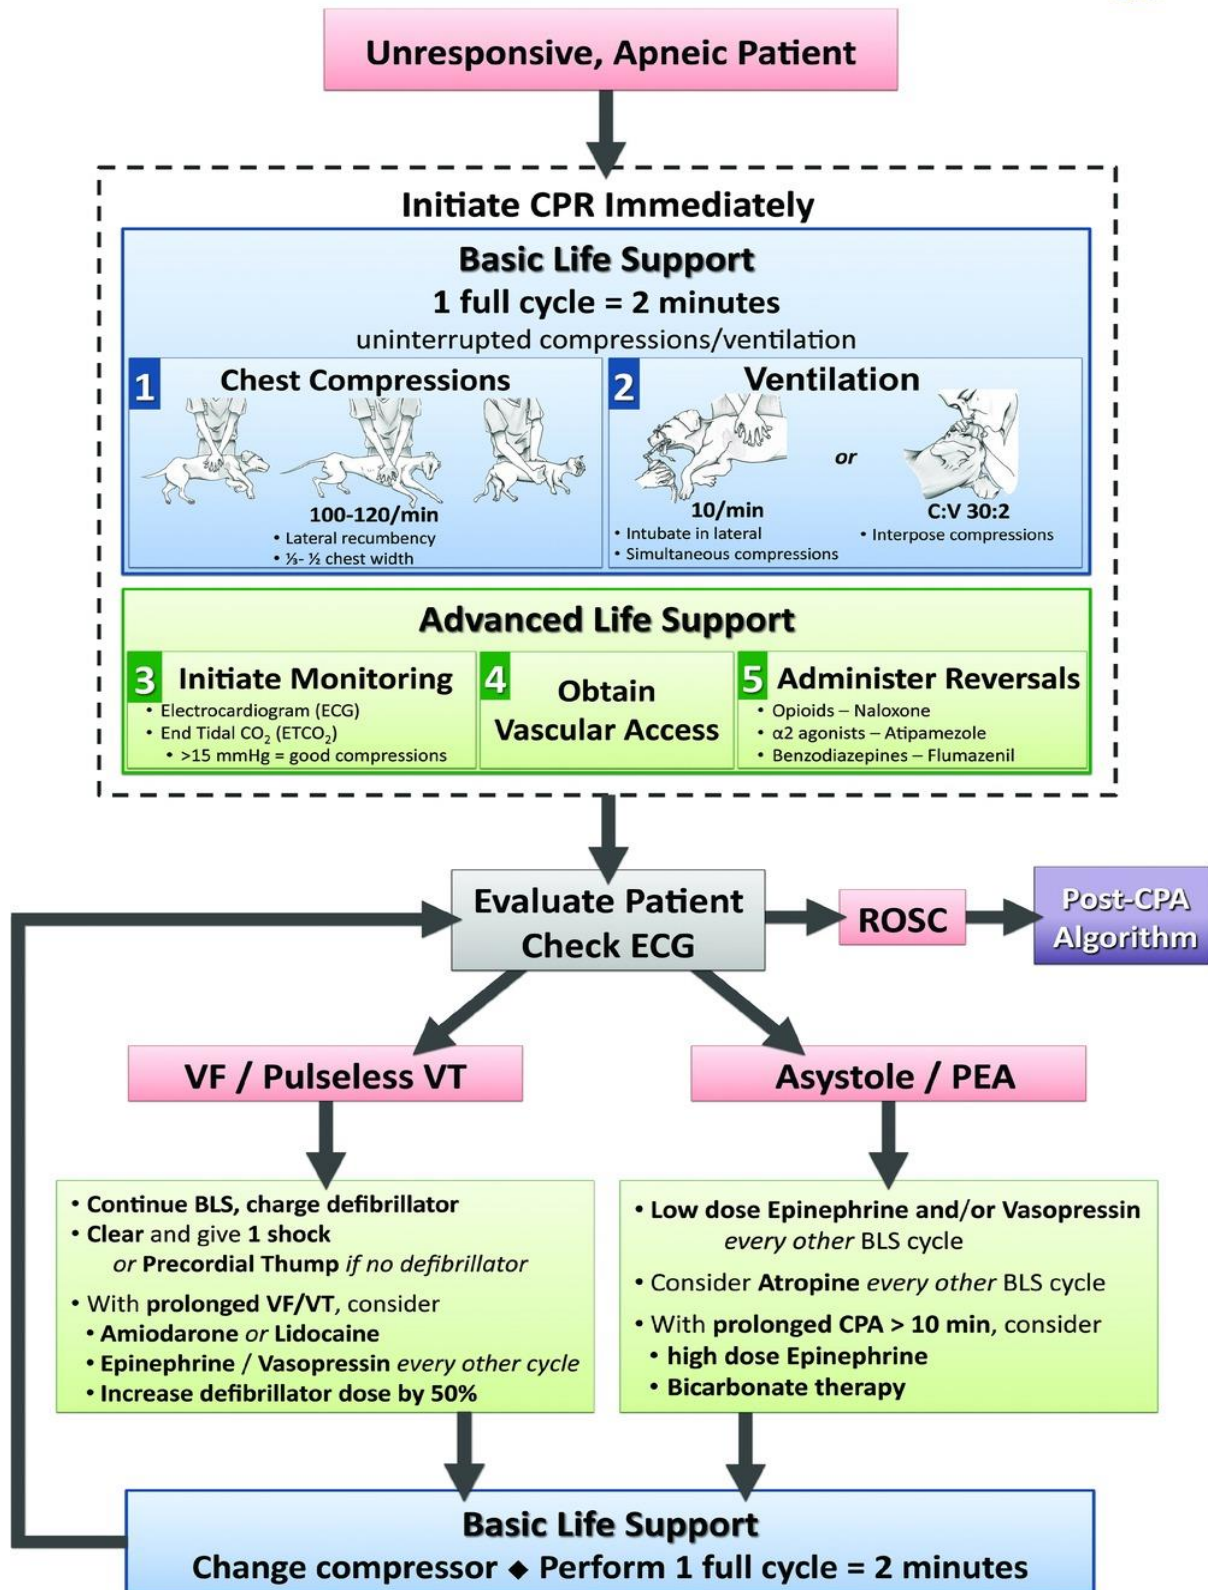 Unresponsive, Apneic Patient
Initiate CPR Immediately
Basic Life Support
1 full cycle = 2 minutes
uninterrupted compressions/ventilation
1 Chest Compressions
100-120/min
• Lateral recumbency
• ⅓- ½ chest width
2 Ventilation
or
10/min
• Intubate in lateral
• Simultaneous compressions
C:V 30:2
• Interpose compressions
Advanced Life Support
3 Initiate Monitoring
• Electrocardiogram (ECG)
• End Tidal CO₂ (ETCO₂)
• >15 mmHg = good compressions
4 Obtain
Vascular Access
5 Administer Reversals
• Opioids – Naloxone
• α2 agonists – Atipamezole
• Benzodiazepines – Flumazenil
Evaluate Patient
Check ECG
ROSC
Post-CPA
Algorithm
VF / Pulseless VT
• Continue BLS, charge defibrillator
• Clear and give 1 shock
or Precordial Thump if no defibrillator
• With prolonged VF/VT, consider
• Amiodarone or Lidocaine
• Epinephrine / Vasopressin every other cycle
• Increase defibrillator dose by 50%
Asystole / PEA
• Low dose Epinephrine and/or Vasopressin
every other BLS cycle
• Consider Atropine every other BLS cycle
• With prolonged CPA > 10 min, consider
• high dose Epinephrine
• Bicarbonate therapy
Basic Life Support
Change compressor ◆ Perform 1 full cycle = 2 minutes